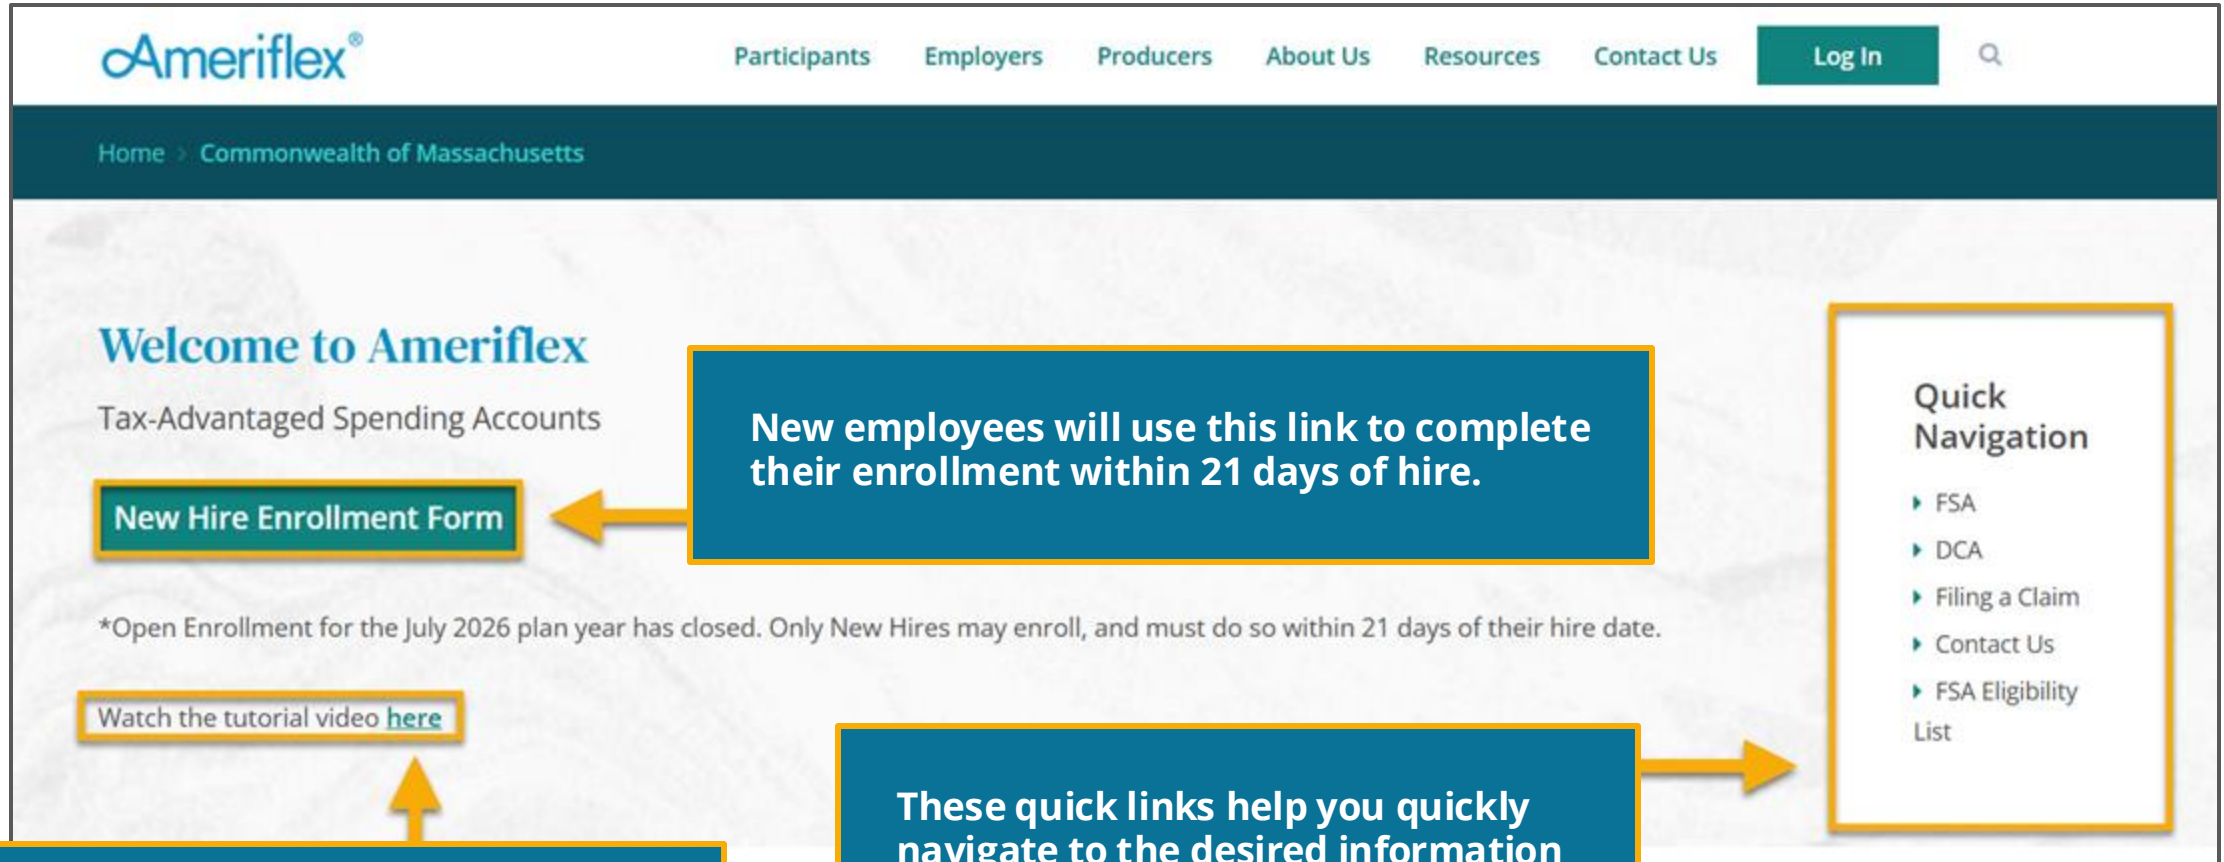 Ameriflex®
Participants Employers Producers About Us Resources Contact Us Log In
Home Commonwealth of Massachusetts
Welcome to Ameriflex
Tax-Advantaged Spending Accounts
New Hire Enrollment Form
New employees will use this link to complete
their enrollment within 21 days of hire.
*Open Enrollment for the July 2026 plan year has closed. Only New Hires may enroll, and must do so within 21 days of their hire date.
Watch the tutorial video here
These quick links help you quickly
navigate to the desired information
Quick
Navigation
FSA
DCA
Filing a Claim
Contact Us
FSA Eligibility
List